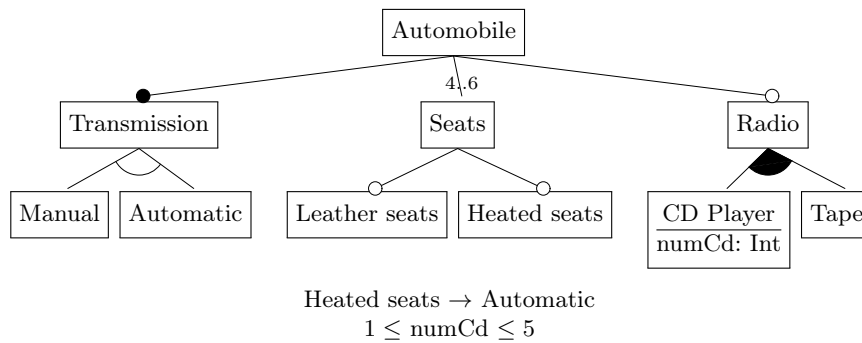 Automobile
4..6
Transmission Seats Radio
Manual Automatic Leather seats Heated seats CD Player Tape
numCd: Int
Heated seats → Automatic
1 ≤ numCd ≤ 5